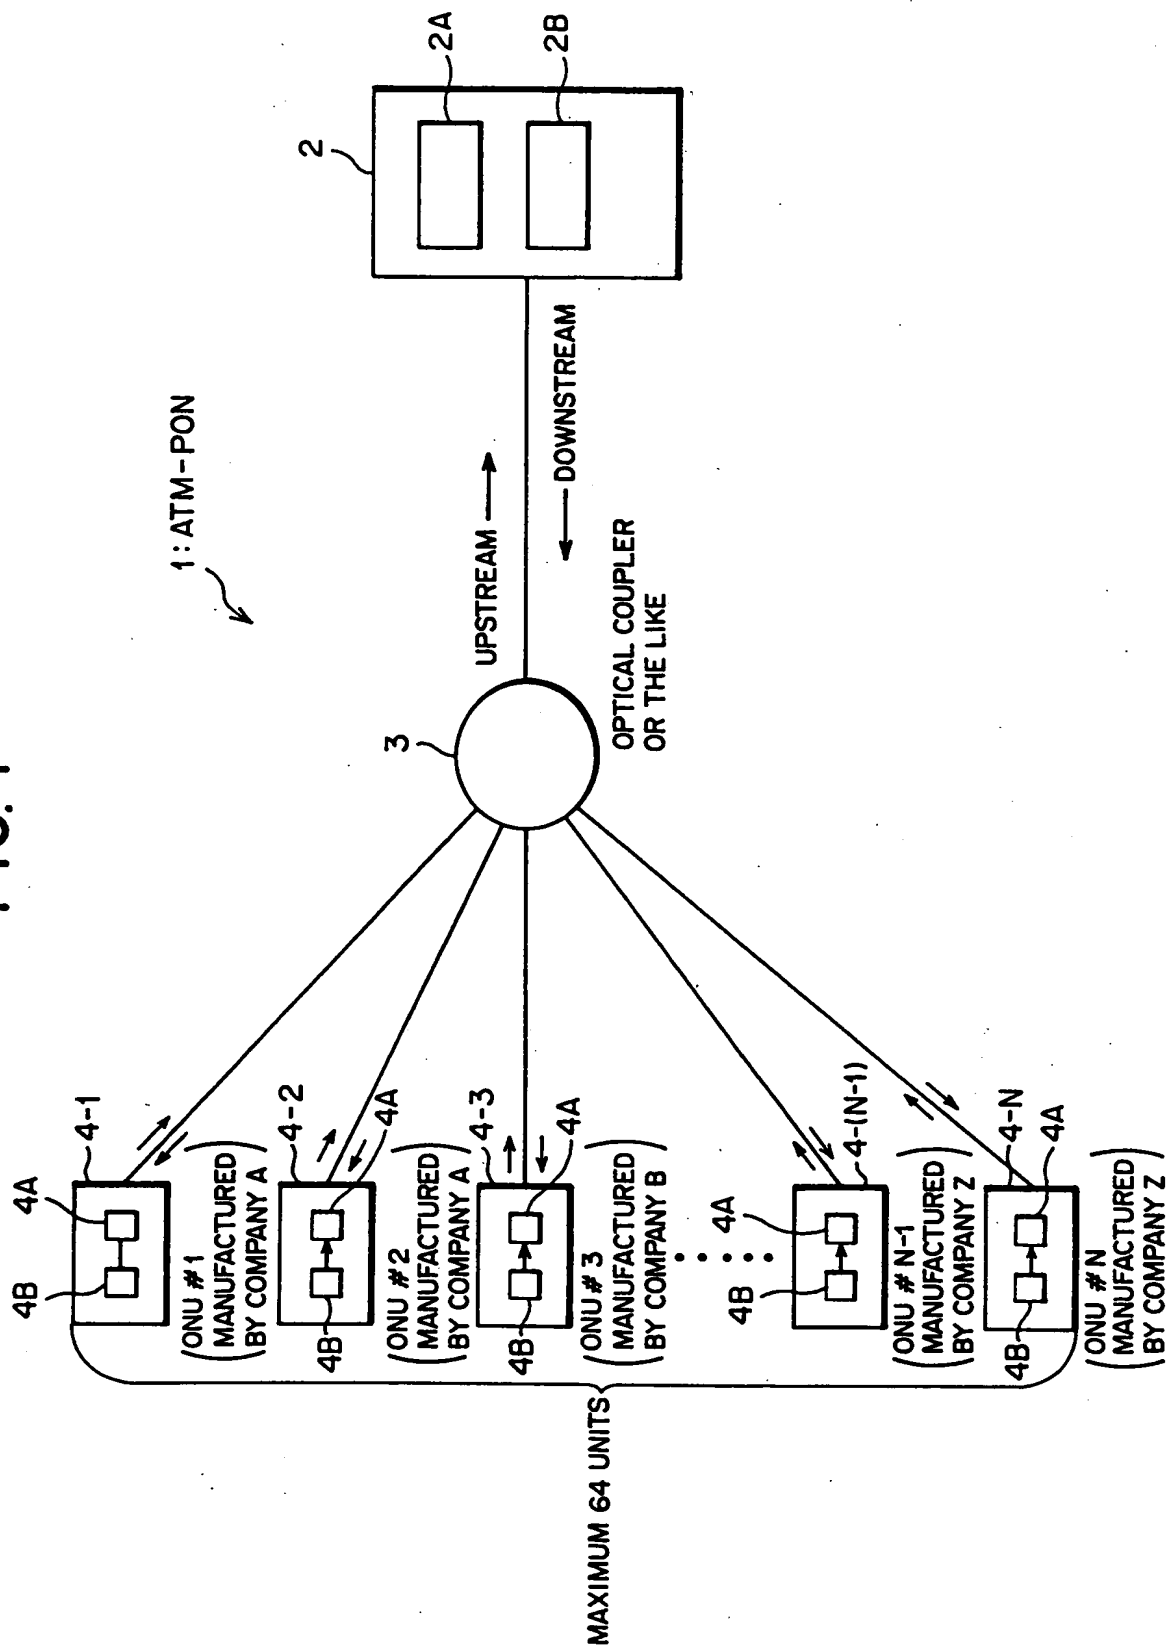 1: ATM-PON
2
2A
2B
UPSTREAM
DOWNSTREAM
3
OPTICAL COUPLER
OR THE LIKE
4-1
4A
4B
ONU #1
(MANUFACTURED
BY COMPANY A)
4-2
4A
4B
ONU #2
(MANUFACTURED
BY COMPANY A)
4-3
4A
4B
ONU #3
(MANUFACTURED
BY COMPANY B)
4-(N-1)
4A
4B
ONU # N-1
(MANUFACTURED
BY COMPANY Z)
4-N
4A
4B
ONU #N
(MANUFACTURED
BY COMPANY Z)
MAXIMUM 64 UNITS